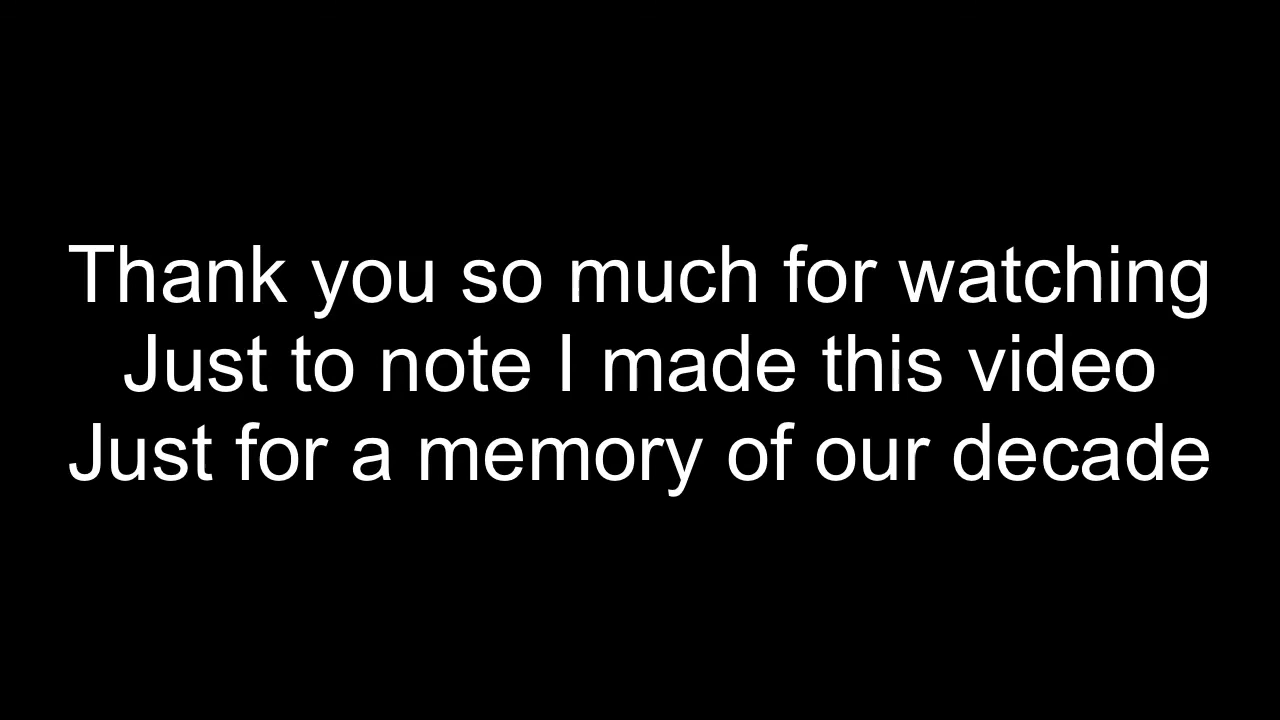 Thank you so much for watching
Just to note I made this video
Just for a memory of our decade